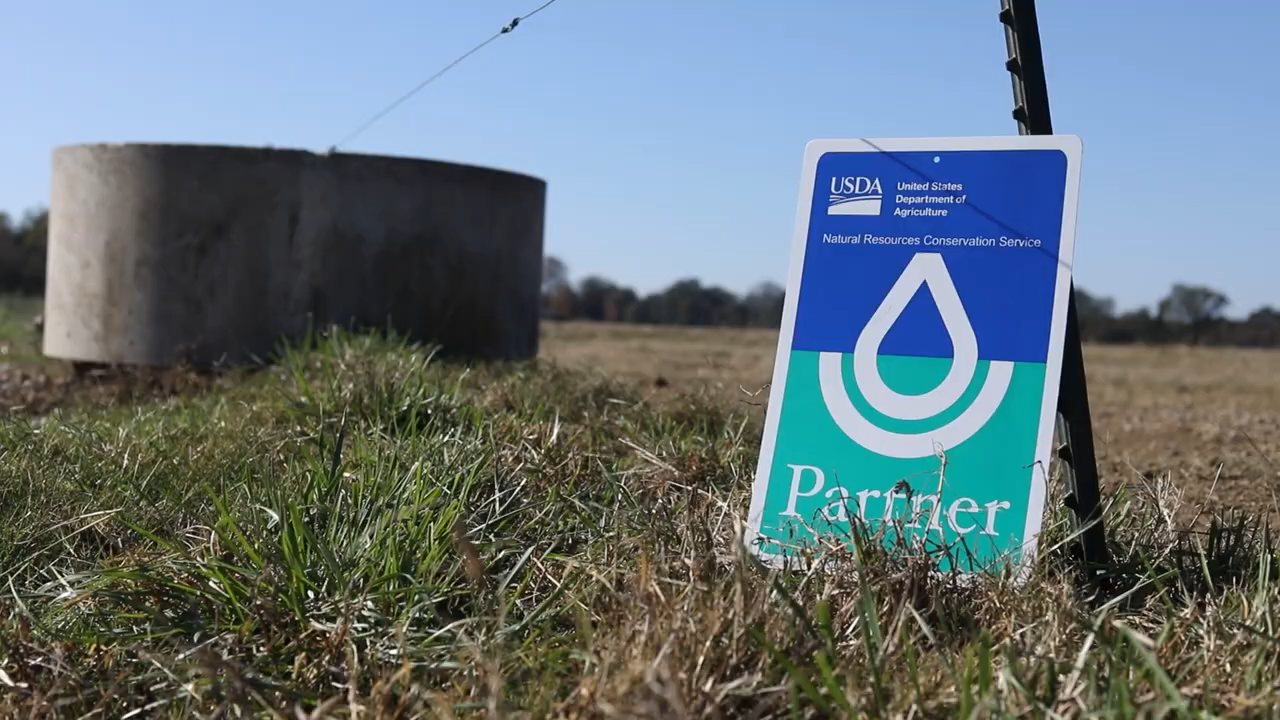 USDA
United States
Department of
Agriculture
Natural Resources Conservation Service
Partner